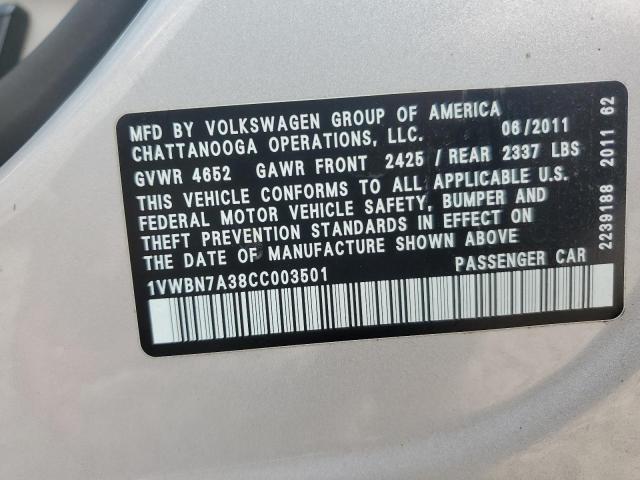 MFD BY VOLKSWAGEN GROUP OF AMERICA
CHATTANOOGA OPERATIONS, LLC. 06/2011
GVWR 4652 GAWR FRONT 2425 / REAR 2337 LBS
THIS VEHICLE CONFORMS TO ALL APPLICABLE U.S.
FEDERAL MOTOR VEHICLE SAFETY, BUMPER AND
THEFT PREVENTION STANDARDS IN EFFECT ON
THE DATE OF MANUFACTURE SHOWN ABOVE
1VWBN7A38CC003501 PASSENGER CAR
2239188 2011 62